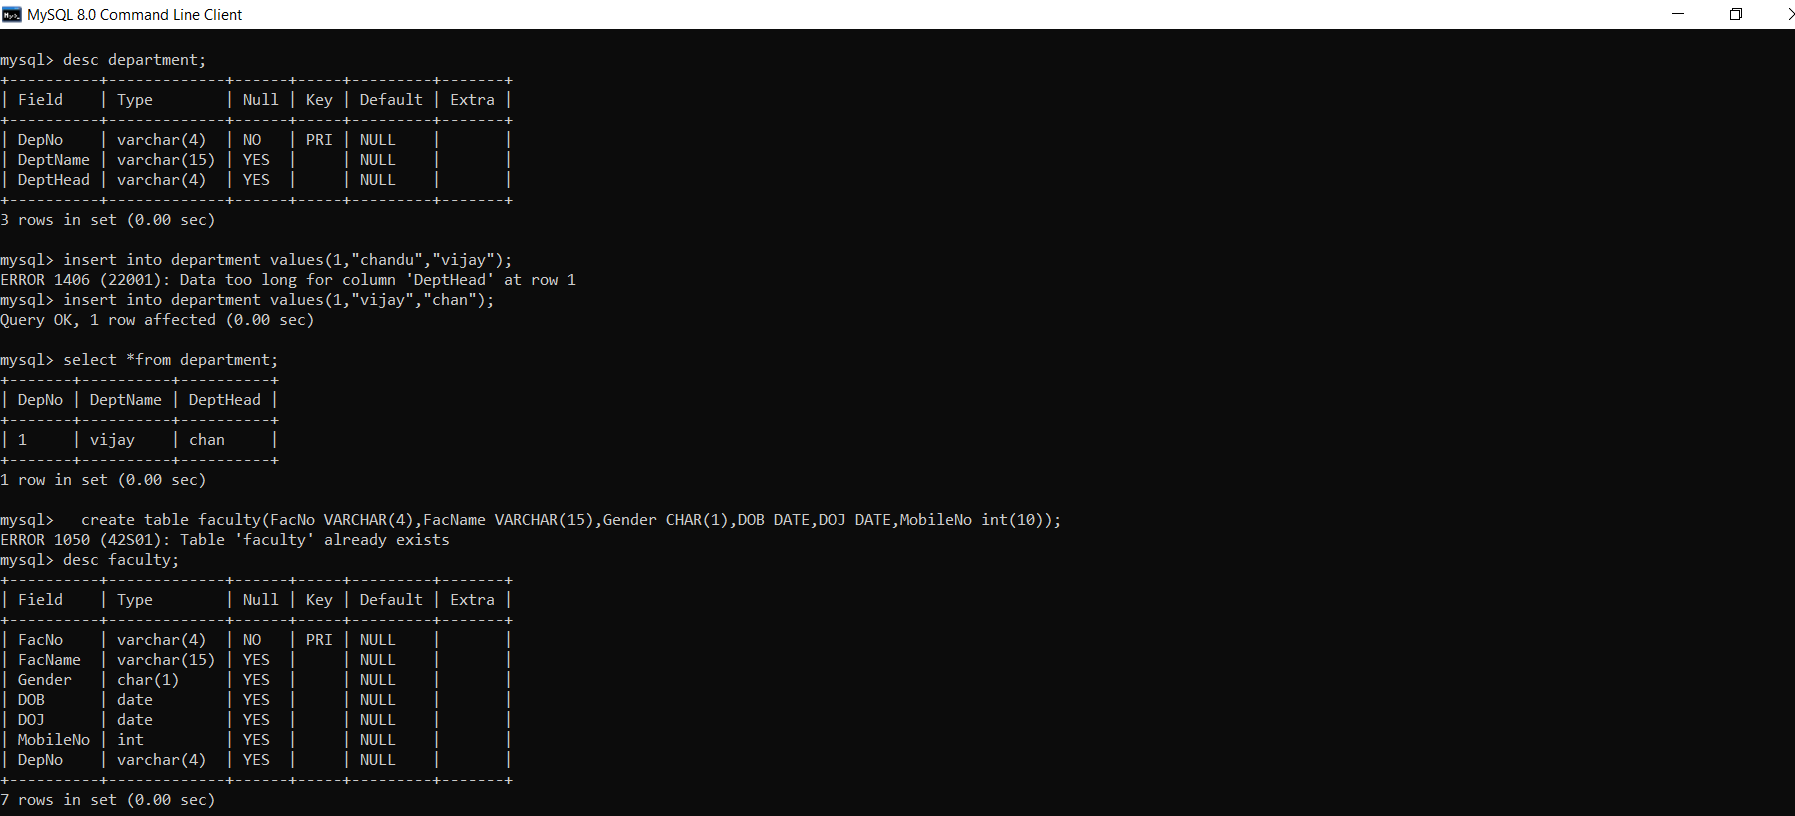 MySQL 8.0 Command Line Client
mysql> desc department;
+----------+-------------+------+-----+---------+-------+
| Field    | Type        | Null | Key | Default | Extra |
+----------+-------------+------+-----+---------+-------+
| DepNo    | varchar(4)  | NO   | PRI | NULL    |       |
| DeptName | varchar(15) | YES  |     | NULL    |       |
| DeptHead | varchar(4)  | YES  |     | NULL    |       |
+----------+-------------+------+-----+---------+-------+
3 rows in set (0.00 sec)
mysql> insert into department values(1,"chandu","vijay");
ERROR 1406 (22001): Data too long for column 'DeptHead' at row 1
mysql> insert into department values(1,"vijay","chan");
Query OK, 1 row affected (0.00 sec)
mysql> select *from department;
+-------+----------+----------+
| DepNo | DeptName | DeptHead |
+-------+----------+----------+
| 1     | vijay    | chan     |
+-------+----------+----------+
1 row in set (0.00 sec)
mysql>   create table faculty(FacNo VARCHAR(4),FacName VARCHAR(15),Gender CHAR(1),DOB DATE,DOJ DATE,MobileNo int(10));
ERROR 1050 (42S01): Table 'faculty' already exists
mysql> desc faculty;
+----------+-------------+------+-----+---------+-------+
| Field    | Type        | Null | Key | Default | Extra |
+----------+-------------+------+-----+---------+-------+
| FacNo    | varchar(4)  | NO   | PRI | NULL    |       |
| FacName  | varchar(15) | YES  |     | NULL    |       |
| Gender   | char(1)     | YES  |     | NULL    |       |
| DOB      | date        | YES  |     | NULL    |       |
| DOJ      | date        | YES  |     | NULL    |       |
| MobileNo | int         | YES  |     | NULL    |       |
| DepNo    | varchar(4)  | YES  |     | NULL    |       |
+----------+-------------+------+-----+---------+-------+
7 rows in set (0.00 sec)